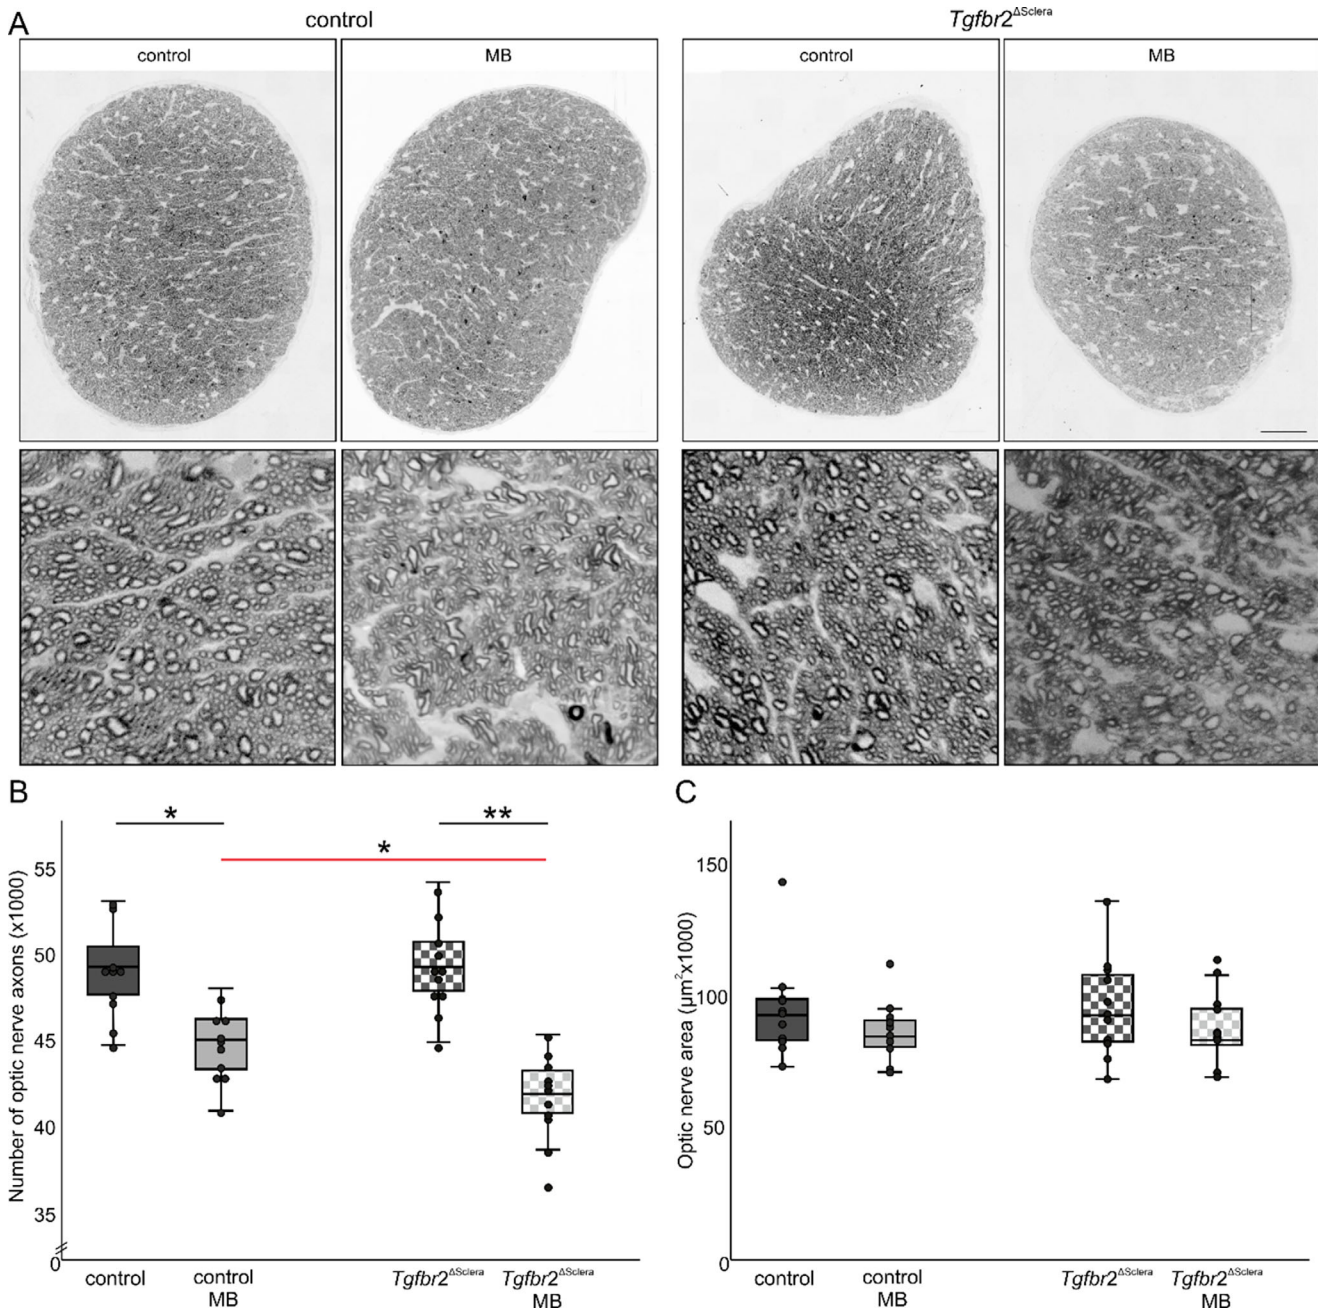 A
control
Tgfbr2ΔSclera
control
MB
control
MB
B
C
Number of optic nerve axons (x1000)
55
50
45
40
35
0
*
**
*
control
control
MB
Tgfbr2ΔSclera
Tgfbr2ΔSclera
MB
Optic nerve area (µm²x1000)
150
100
50
0
control
control
MB
Tgfbr2ΔSclera
Tgfbr2ΔSclera
MB